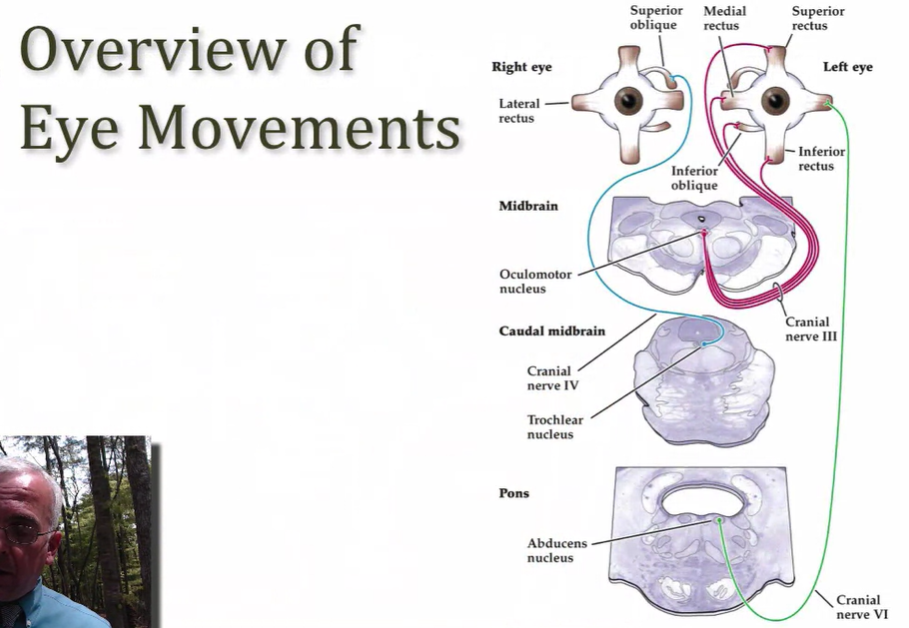 Overview of
Eye Movements
Superior
oblique
Medial
rectus
Superior
rectus
Right eye
Left eye
Lateral
rectus
Inferior
rectus
Inferior
oblique
Midbrain
Oculomotor
nucleus
Cranial
nerve III
Caudal midbrain
Cranial
nerve IV
Trochlear
nucleus
Pons
Abducens
nucleus
Cranial
nerve VI